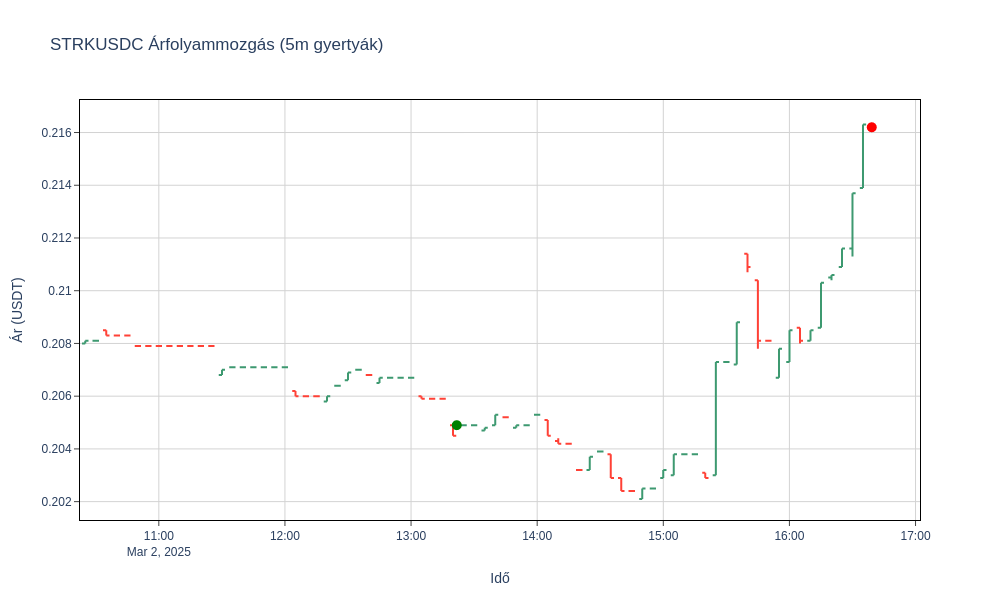 STRKUSDC Árfolyammozgás (5m gyertyák)
Ár (USDT)
0.216
0.214
0.212
0.21
0.208
0.206
0.204
0.202
11:00 12:00 13:00 14:00 15:00 16:00 17:00
Mar 2, 2025
Idő